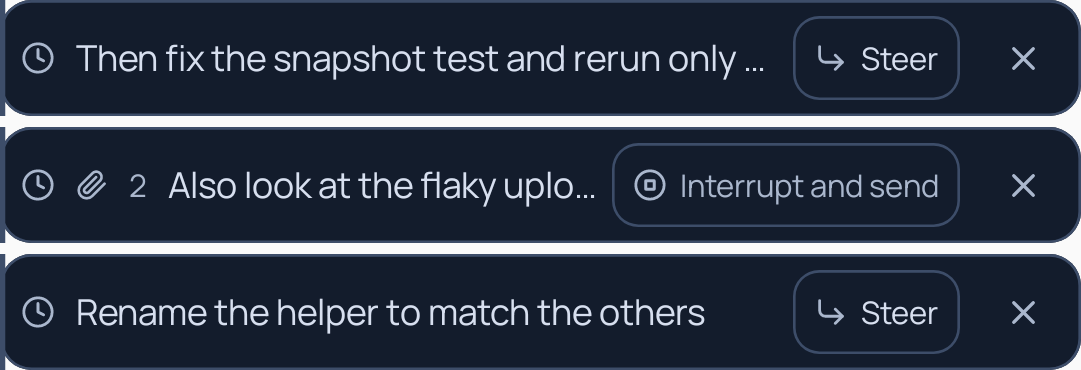 Then fix the snapshot test and rerun only ... Steer
2 Also look at the flaky uplo... Interrupt and send
Rename the helper to match the others Steer